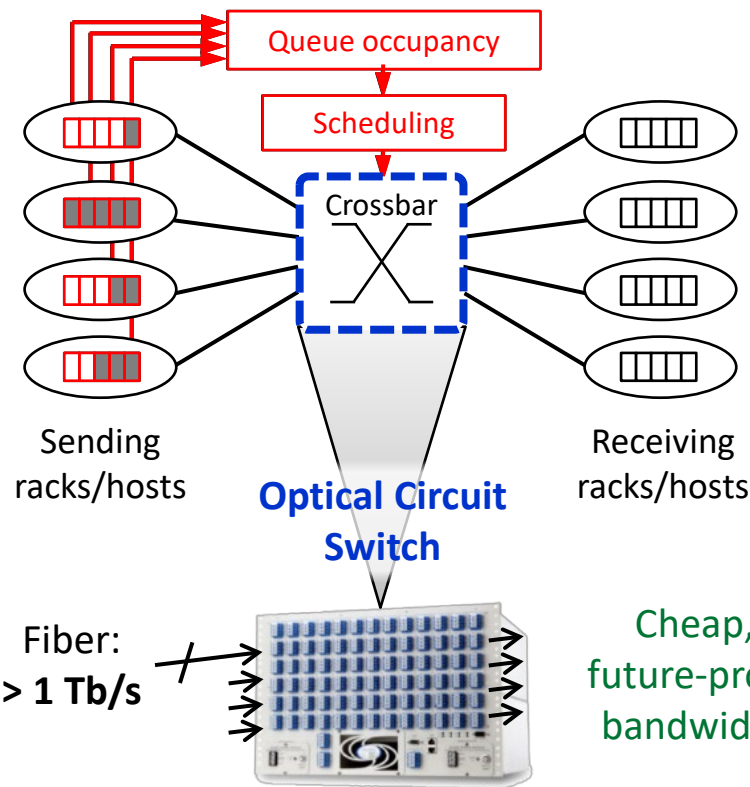 Queue occupancy
Scheduling
Crossbar
Sending
racks/hosts
Receiving
racks/hosts
Optical Circuit
Switch
Fiber:
> 1 Tb/s
Cheap,
future-pro
bandwid